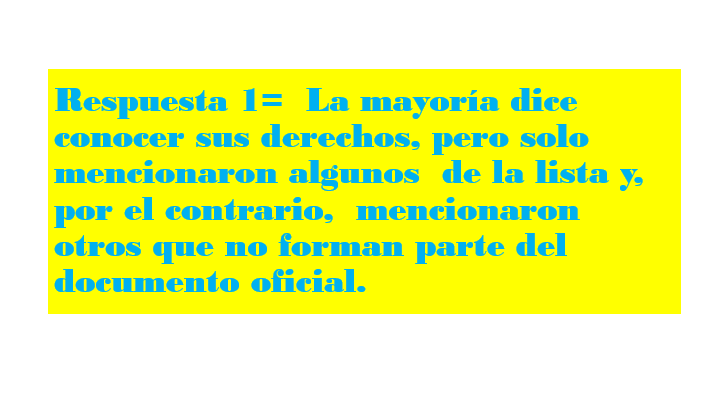 Respuesta 1=  La mayoría dice
conocer sus derechos, pero solo
mencionaron algunos  de la lista y,
por el contrario,  mencionaron
otros que no forman parte del
documento oficial.